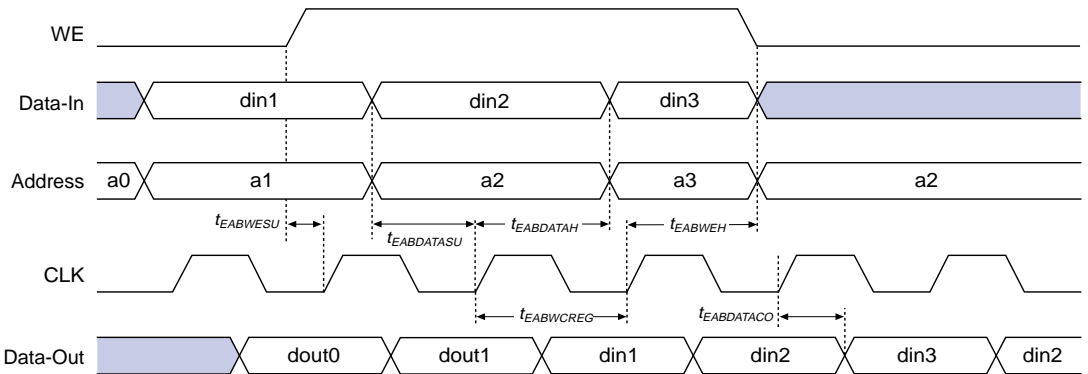 WE
Data-In din1 din2 din3
Address a0 a1 a2 a3 a2
tEABWESU tEABDATASU tEABDATAH tEABWEH
CLK
tEABWCREG tEABDATACO
Data-Out dout0 dout1 din1 din2 din3 din2